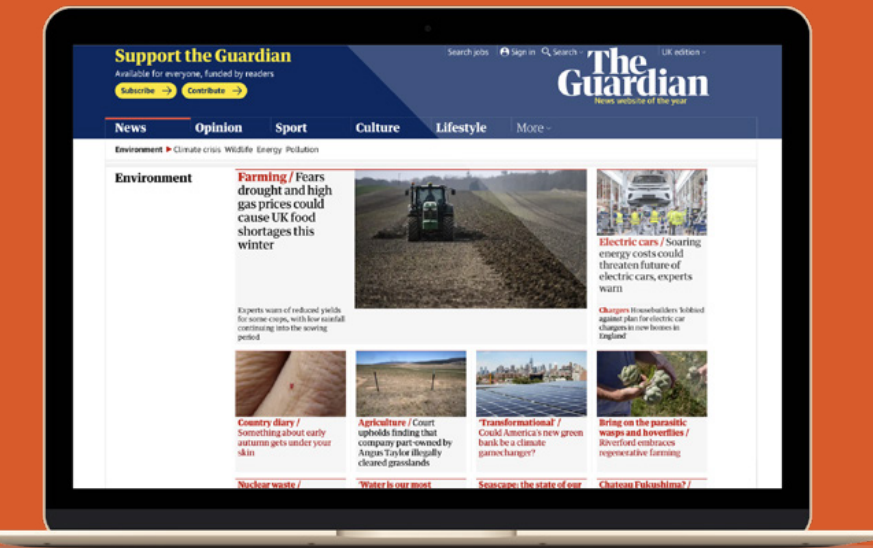 Support the Guardian
Available for everyone, funded by readers
Subscribe →
Contribute →
Search jobs
Sign in
Search
UK edition
The
Guardian
News website of the year
News
Opinion
Sport
Culture
Lifestyle
More
Environment ▶ Climate crisis Wildlife Energy Pollution
Environment
Farming / Fears
drought and high
gas prices could
cause UK food
shortages this
winter
Experts warn of reduced yields
for some crops, with low rainfall
continuing into the sowing
period
Electric cars / Soaring
energy costs could
threaten future of
electric cars, experts
warn
Chargers Housebuilders 'lobbied
against plan for electric car
chargers in new homes in
England'
Country diary /
Something about early
autumn gets under your
skin
Agriculture / Court
upholds finding that
company part-owned by
Angus Taylor illegally
cleared grasslands
'Transformational' /
Could America's new green
bank be a climate
gamechanger?
Bring on the parasitic
wasps and hoverflies /
Riverford embraces
regenerative farming
Nuclear waste /
'Water is our most
Seascape: the state of our
Chateau Fukushima? /